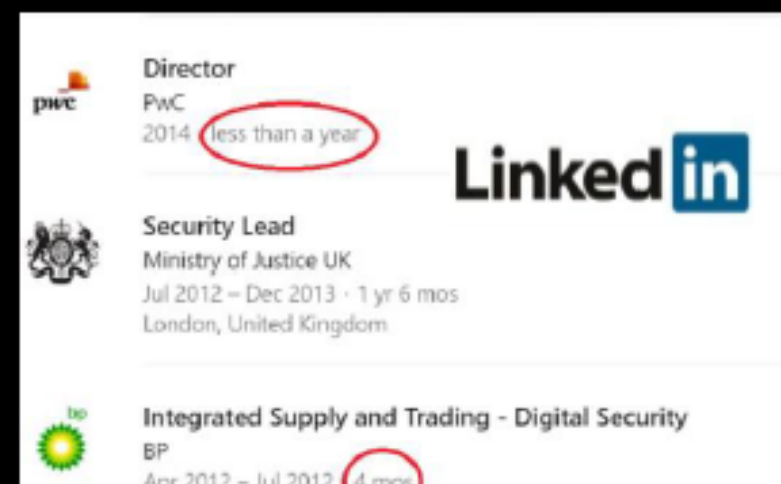 pwc
Director
PwC
2014 less than a year
Linked in
Security Lead
Ministry of Justice UK
Jul 2012 – Dec 2013 · 1 yr 6 mos
London, United Kingdom
bp
Integrated Supply and Trading - Digital Security
BP
Apr 2012 – Jul 2012 4 mos